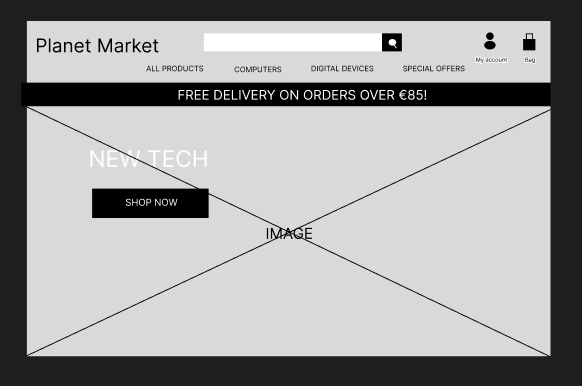 Planet Market
My account
Bag
ALL PRODUCTS
COMPUTERS
DIGITAL DEVICES
SPECIAL OFFERS
FREE DELIVERY ON ORDERS OVER €85!
NEW TECH
SHOP NOW
IMAGE